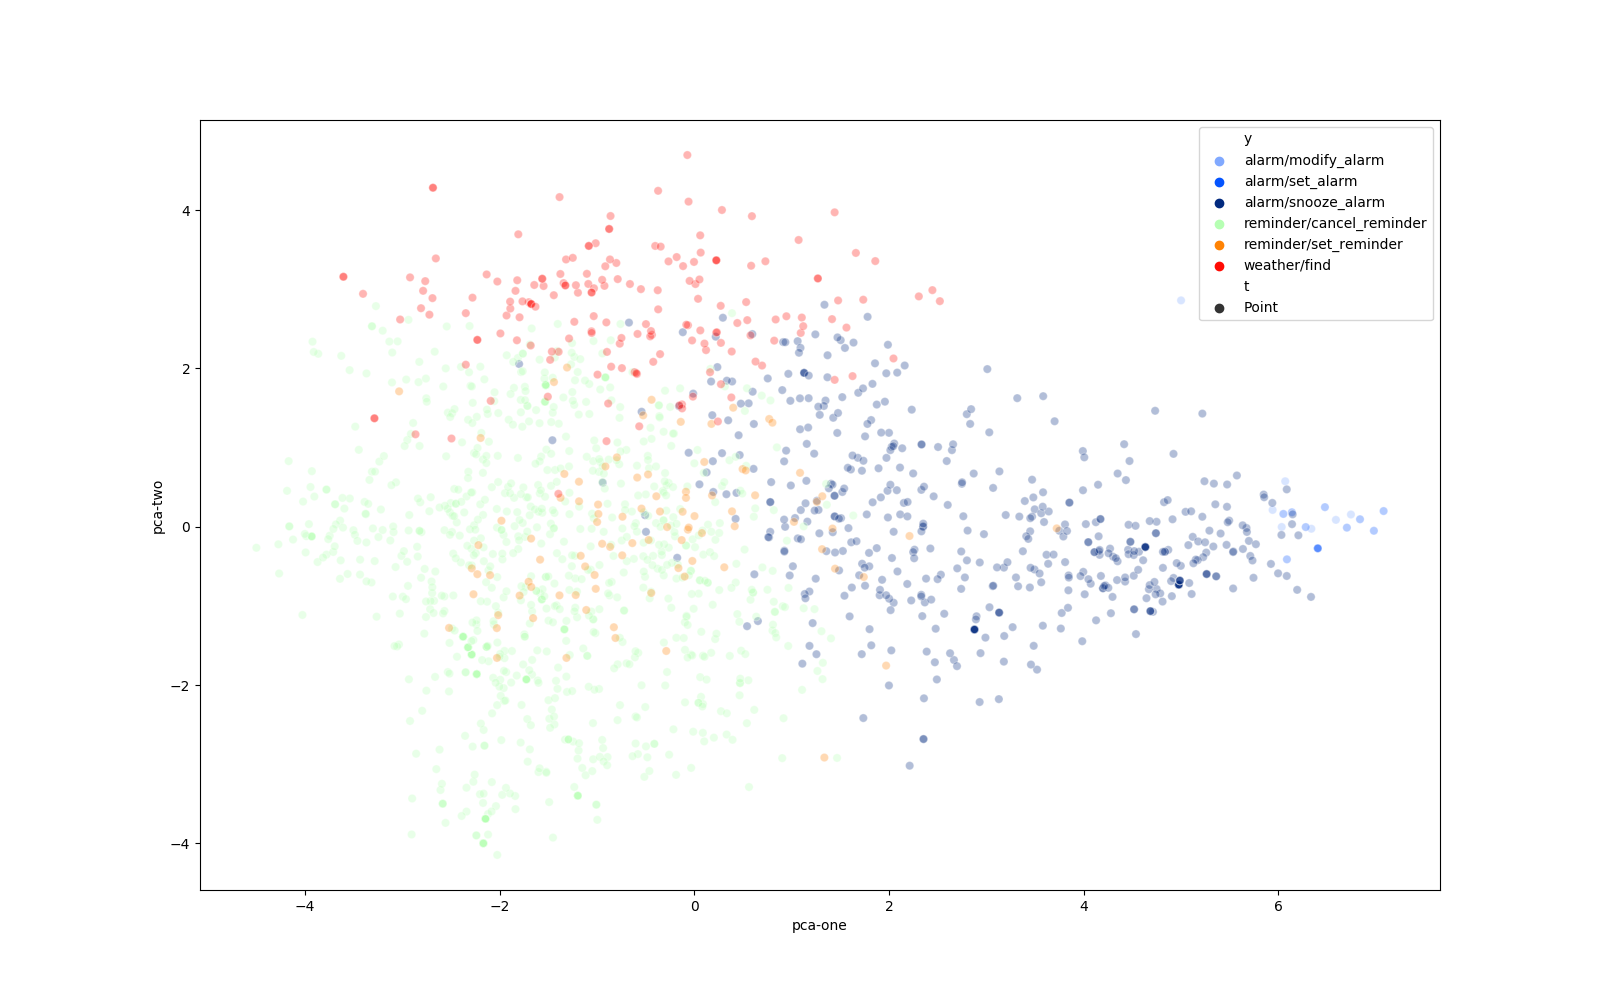 y
alarm/modify_alarm
alarm/set_alarm
alarm/snooze_alarm
reminder/cancel_reminder
reminder/set_reminder
weather/find
t
Point
4
2
0
−2
−4
pca-two
−4
−2
0
2
4
6
pca-one